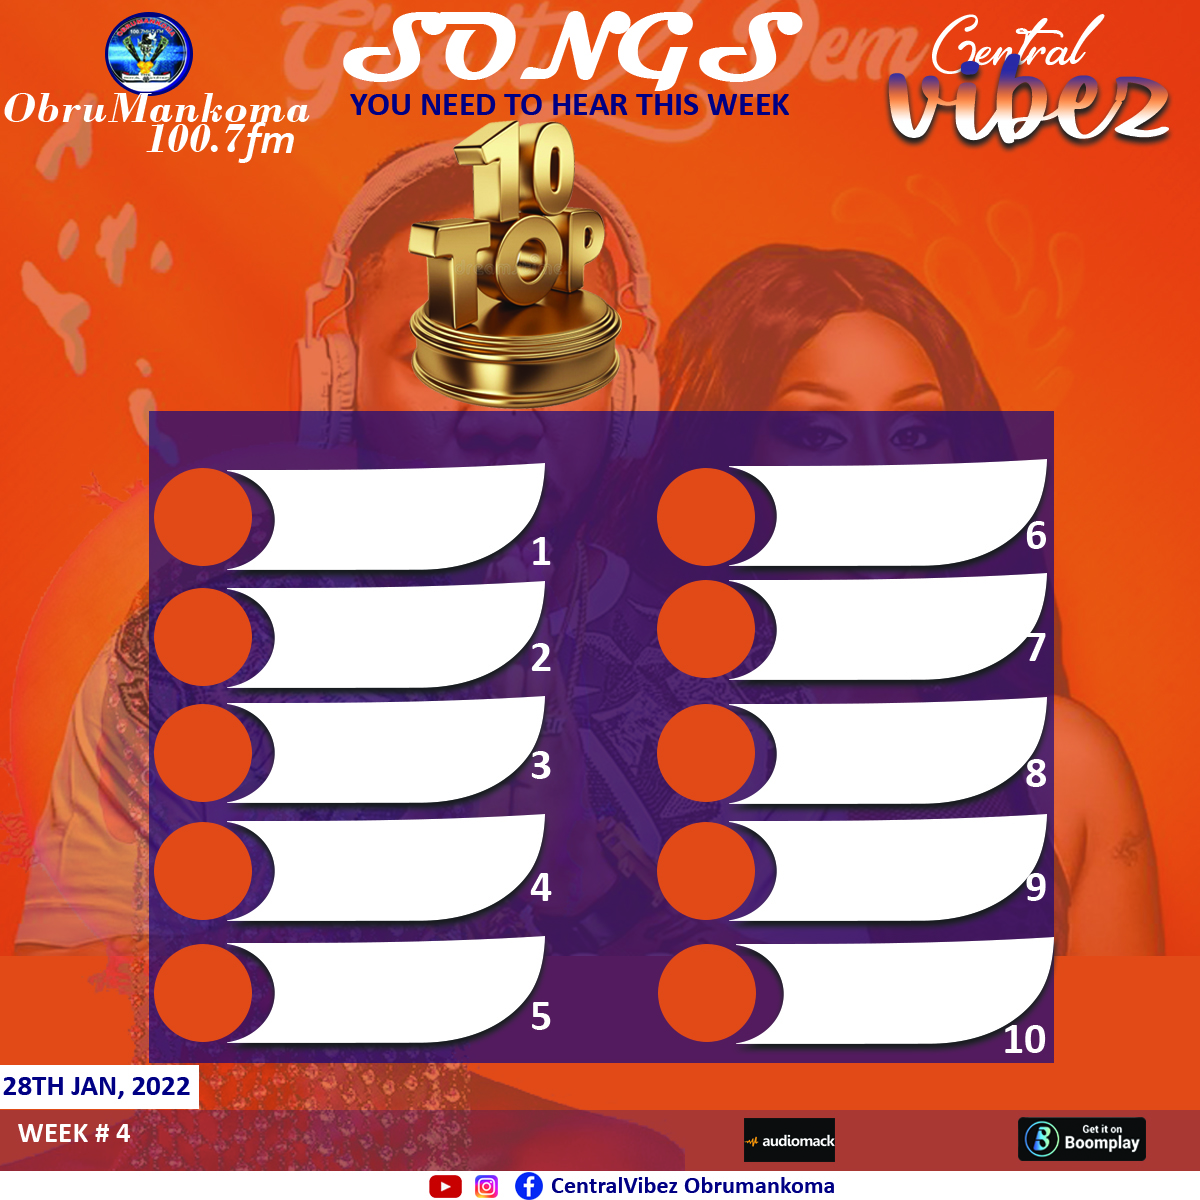 SONGS
YOU NEED TO HEAR THIS WEEK
ObruMankoma
100.7fm
Central
vibez
10
TOP
1
2
3
4
5
6
7
8
9
10
28TH JAN, 2022
WEEK # 4
audiomack
Get it on
Boomplay
CentralVibez Obrumankoma